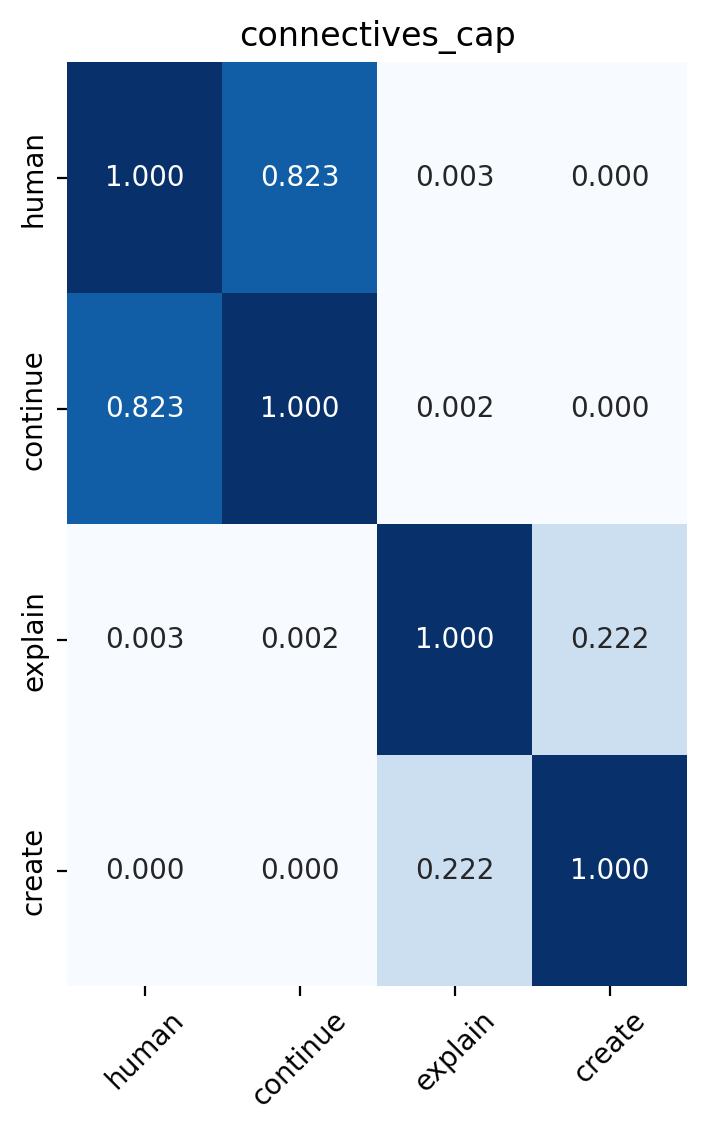 connectives_cap
human 1.000 0.823 0.003 0.000
continue 0.823 1.000 0.002 0.000
explain 0.003 0.002 1.000 0.222
create 0.000 0.000 0.222 1.000
human continue explain create